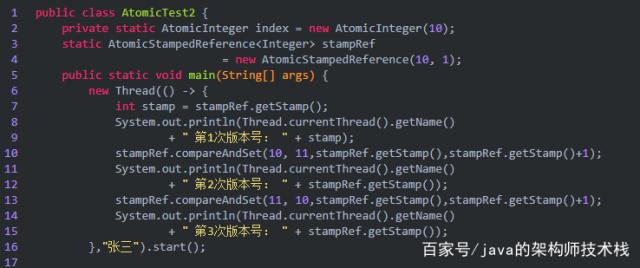 1 public class AtomicTest2 {
2 private static AtomicInteger index = new AtomicInteger(10);
3 static AtomicStampedReference<Integer> stampRef
4 = new AtomicStampedReference(10, 1);
5 public static void main(String[] args) {
6 new Thread(() -> {
7 int stamp = stampRef.getStamp();
8 System.out.println(Thread.currentThread().getName()
9 + " 第1次版本号： " + stamp);
10 stampRef.compareAndSet(10, 11,stampRef.getStamp(),stampRef.getStamp()+1);
11 System.out.println(Thread.currentThread().getName()
12 + " 第2次版本号： " + stampRef.getStamp());
13 stampRef.compareAndSet(11, 10,stampRef.getStamp(),stampRef.getStamp()+1);
14 System.out.println(Thread.currentThread().getName()
15 + " 第3次版本号： " + stampRef.getStamp());
16 },"张三").start();
17
百家号/java的架构师技术栈